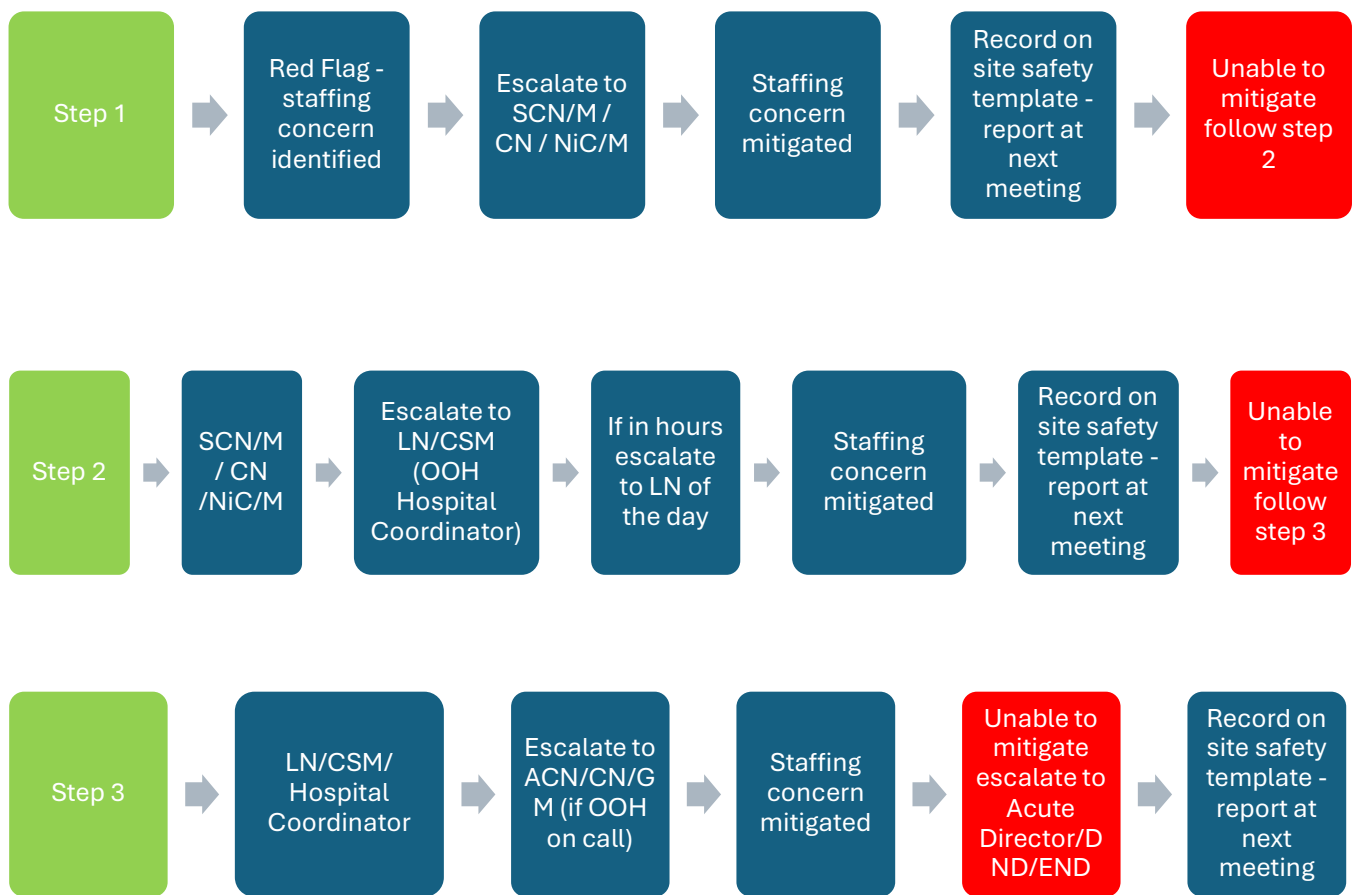 Step 1
Red Flag -
staffing
concern
identified
Escalate to
SCN/M /
CN / NiC/M
Staffing
concern
mitigated
Record on
site safety
template -
report at
next
meeting
Unable to
mitigate
follow step
2
Step 2
SCN/M
/ CN
/NiC/M
Escalate to
LN/CSM
(OOH
Hospital
Coordinator)
If in hours
escalate
to LN of
the day
Staffing
concern
mitigated
Record on
site safety
template -
report at
next
meeting
Unable
to
mitigate
follow
step 3
Step 3
LN/CSM/
Hospital
Coordinator
Escalate to
ACN/CN/G
M (if OOH
on call)
Staffing
concern
mitigated
Unable to
mitigate
escalate to
Acute
Director/D
ND/END
Record on
site safety
template -
report at
next
meeting